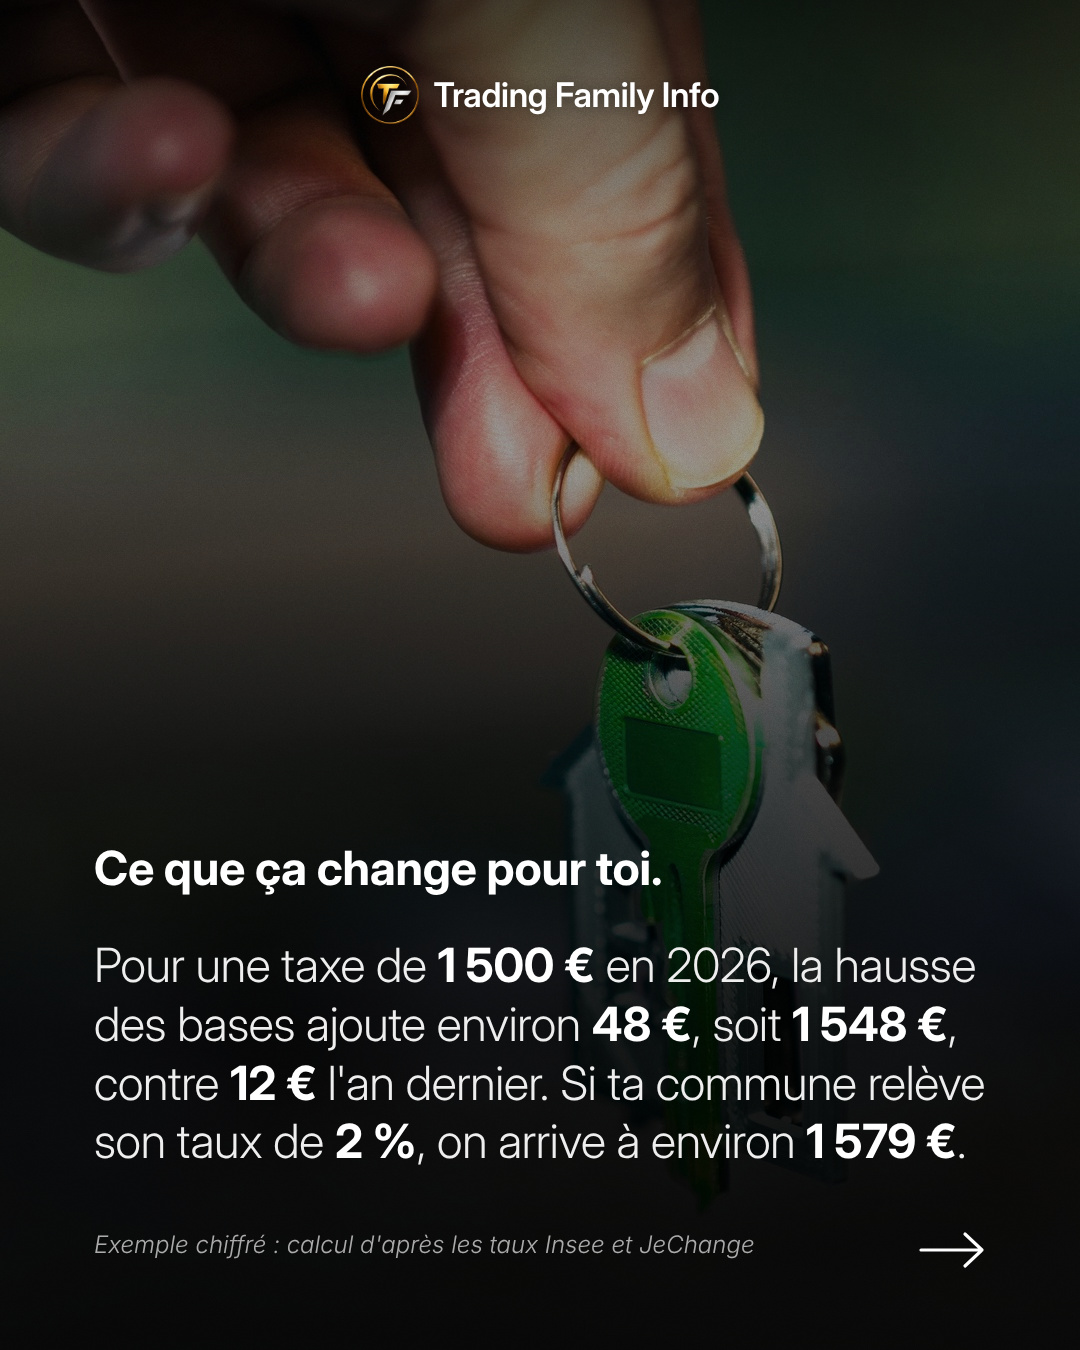 TF Trading Family Info
Ce que ça change pour toi.
Pour une taxe de 1 500 € en 2026, la hausse
des bases ajoute environ 48 €, soit 1 548 €,
contre 12 € l'an dernier. Si ta commune relève
son taux de 2 %, on arrive à environ 1 579 €.
Exemple chiffré : calcul d'après les taux Insee et JeChange